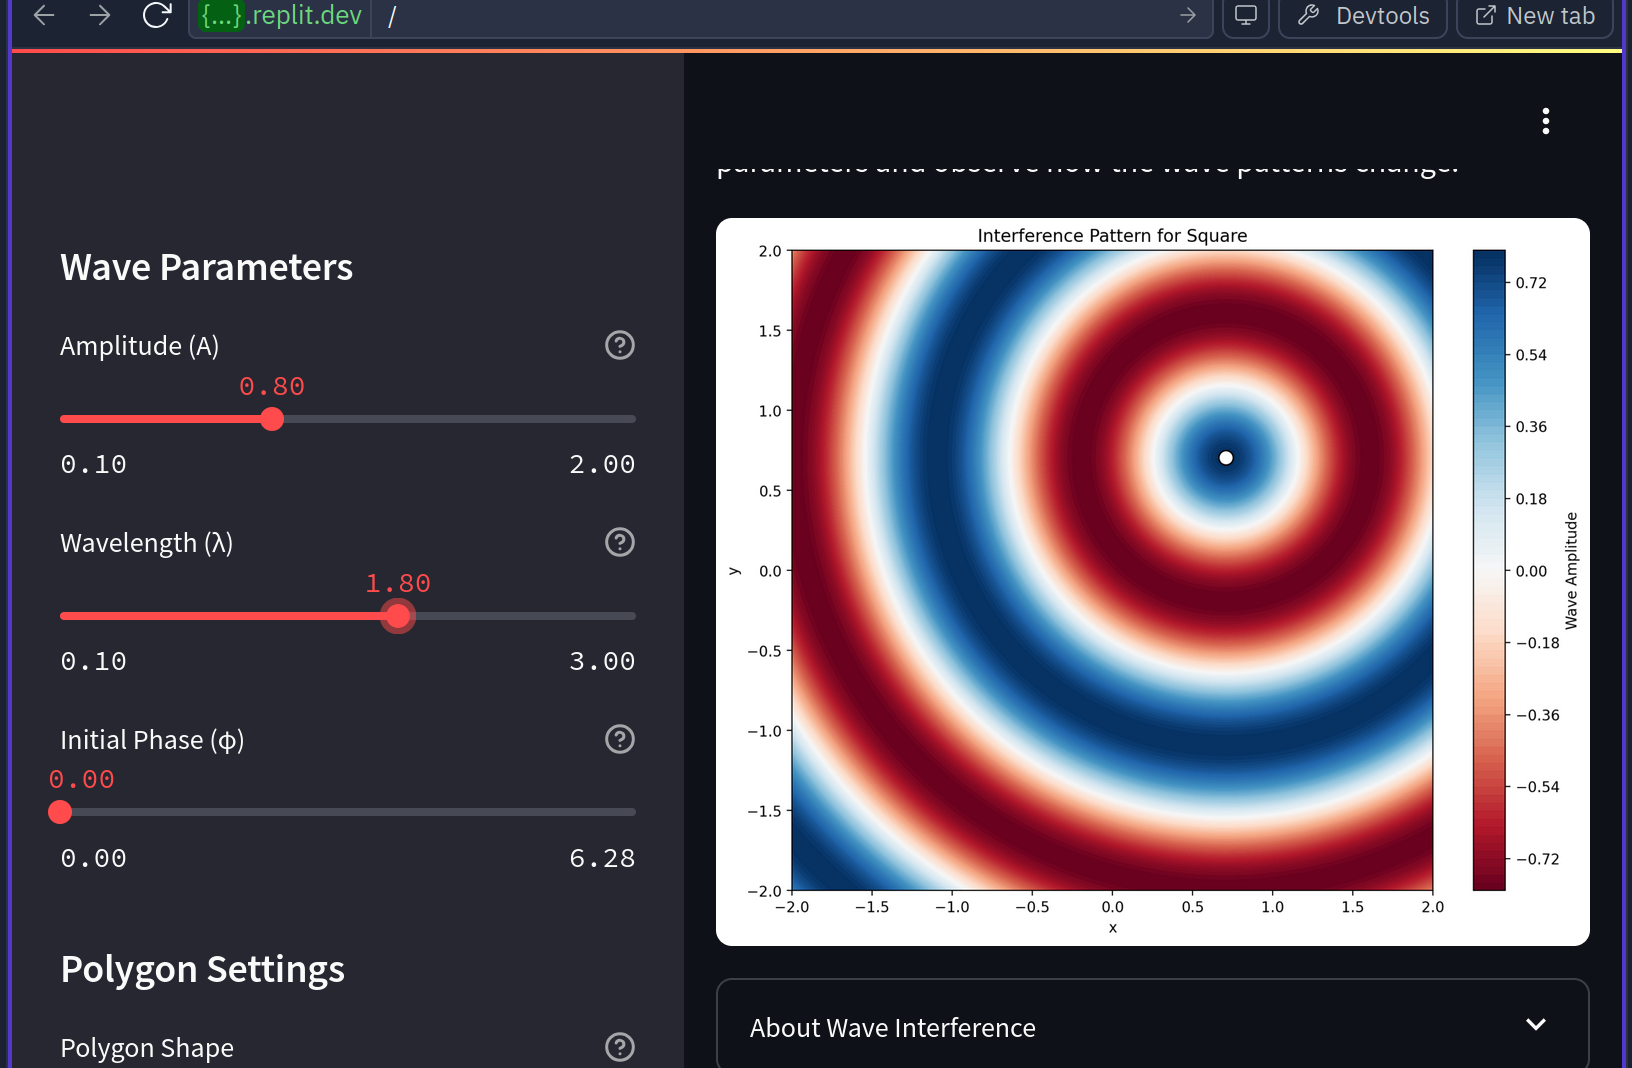 {...}.replit.dev /
Devtools
New tab
parameters and observe how the wave patterns change.
Wave Parameters
Amplitude (A)
0.80
0.10 2.00
Wavelength (λ)
1.80
0.10 3.00
Initial Phase (φ)
0.00
0.00 6.28
Polygon Settings
Polygon Shape
Interference Pattern for Square
2.0
1.5
1.0
0.5
0.0
−0.5
−1.0
−1.5
−2.0
y
−2.0 −1.5 −1.0 −0.5 0.0 0.5 1.0 1.5 2.0
x
0.72
0.54
0.36
0.18
0.00
−0.18
−0.36
−0.54
−0.72
Wave Amplitude
About Wave Interference